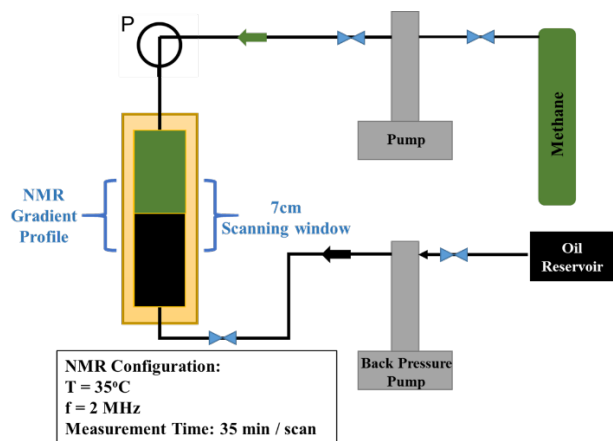 P
Pump
Methane
NMR
Gradient
Profile
7cm
Scanning window
Oil
Reservoir
Back Pressure
Pump
NMR Configuration:
T = 35⁰C
f = 2 MHz
Measurement Time: 35 min / scan